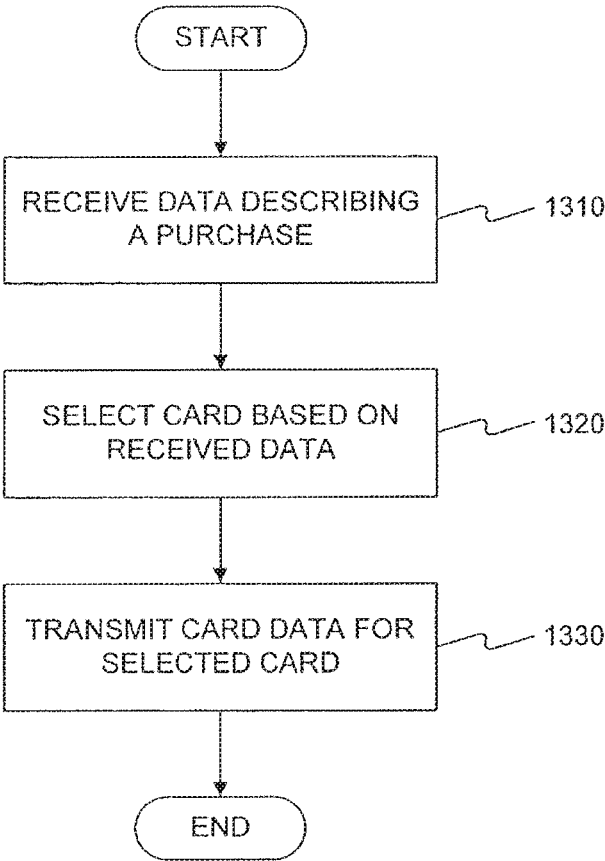 START
RECEIVE DATA DESCRIBING
A PURCHASE
1310
SELECT CARD BASED ON
RECEIVED DATA
1320
TRANSMIT CARD DATA FOR
SELECTED CARD
1330
END